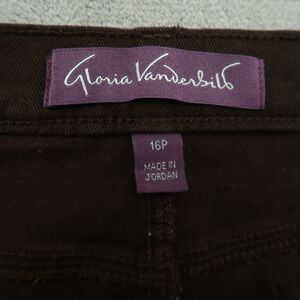 Gloria Vanderbilt
16P
MADE IN
JORDAN